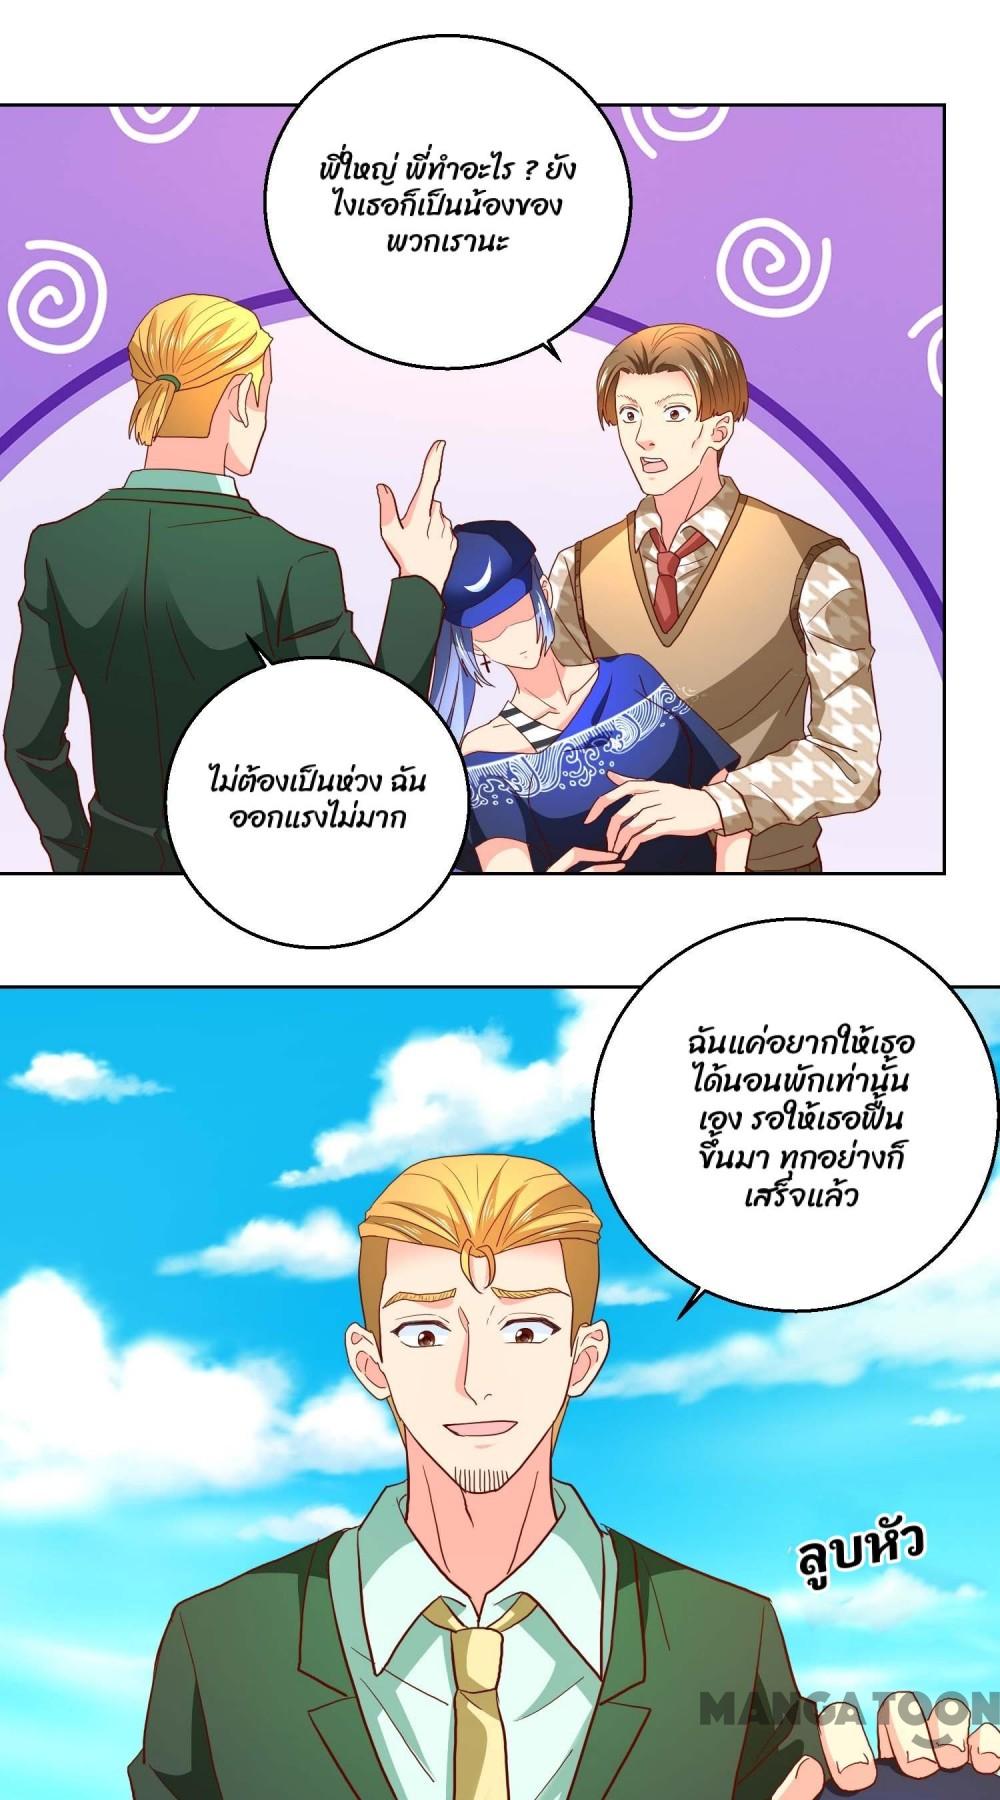 พี่ใหญ่ พี่ทำอะไร ? ยัง
ไงเธอก็เป็นน้องของ
พวกเรานะ
ไม่ต้องเป็นห่วง ฉัน
ออกแรงไม่มาก
ฉันแค่อยากให้เธอ
ได้นอนพักเท่านั้น
เอง รอให้เธอฟื้น
ขึ้นมา ทุกอย่างก็
เสร็จแล้ว
ลูบหัว
MANGATOON